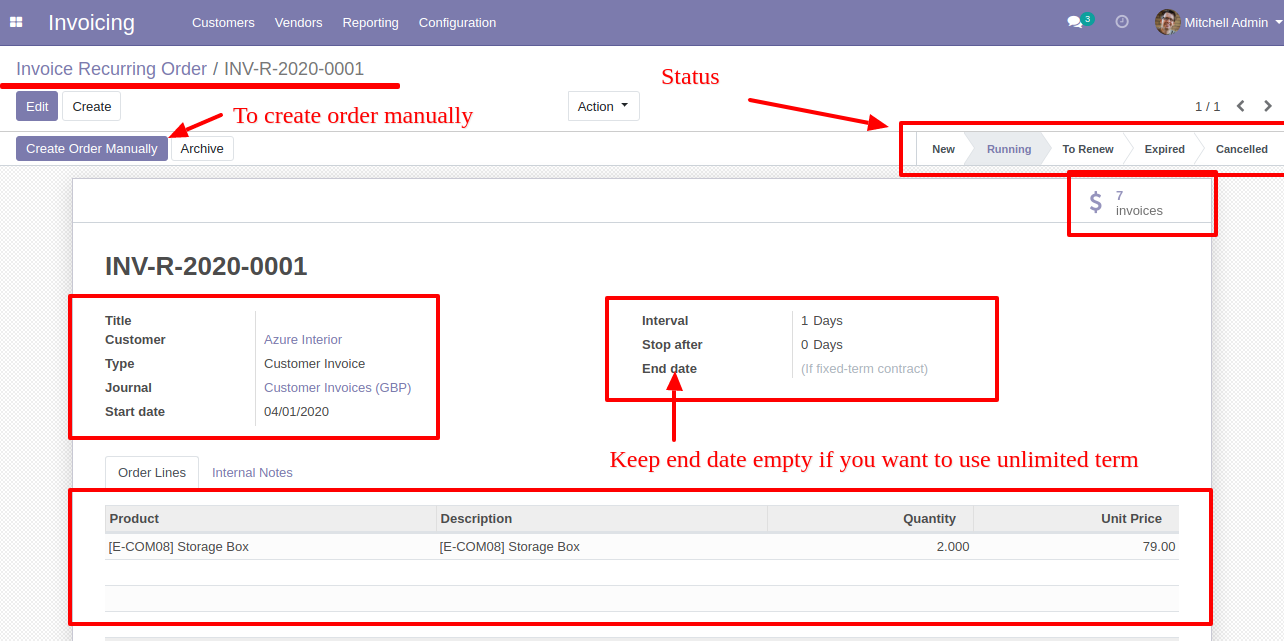 Invoicing Customers Vendors Reporting Configuration 3 Mitchell Admin
Invoice Recurring Order / INV-R-2020-0001
Status
Edit Create Action 1 / 1
To create order manually
Create Order Manually Archive New Running To Renew Expired Cancelled
$ 7
invoices
INV-R-2020-0001
Title
Customer Azure Interior
Type Customer Invoice
Journal Customer Invoices (GBP)
Start date 04/01/2020
Interval 1 Days
Stop after 0 Days
End date (If fixed-term contract)
Keep end date empty if you want to use unlimited term
Order Lines Internal Notes
Product Description Quantity Unit Price
[E-COM08] Storage Box [E-COM08] Storage Box 2.000 79.00